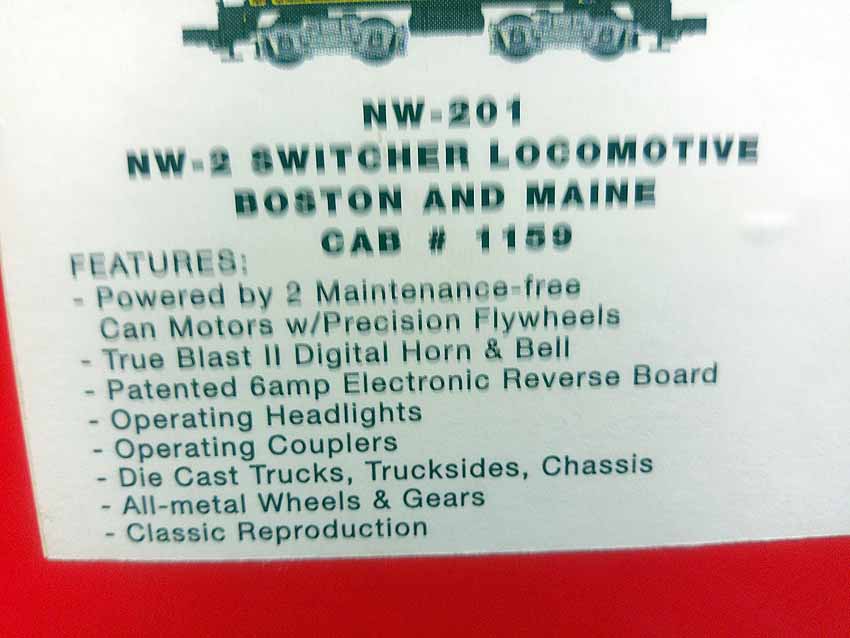 NW-201
NW-2 SWITCHER LOCOMOTIVE
BOSTON AND MAINE
CAB # 1159
FEATURES:
- Powered by 2 Maintenance-free
Can Motors w/Precision Flywheels
- True Blast II Digital Horn & Bell
- Patented 6amp Electronic Reverse Board
- Operating Headlights
- Operating Couplers
- Die Cast Trucks, Trucksides, Chassis
- All-metal Wheels & Gears
- Classic Reproduction